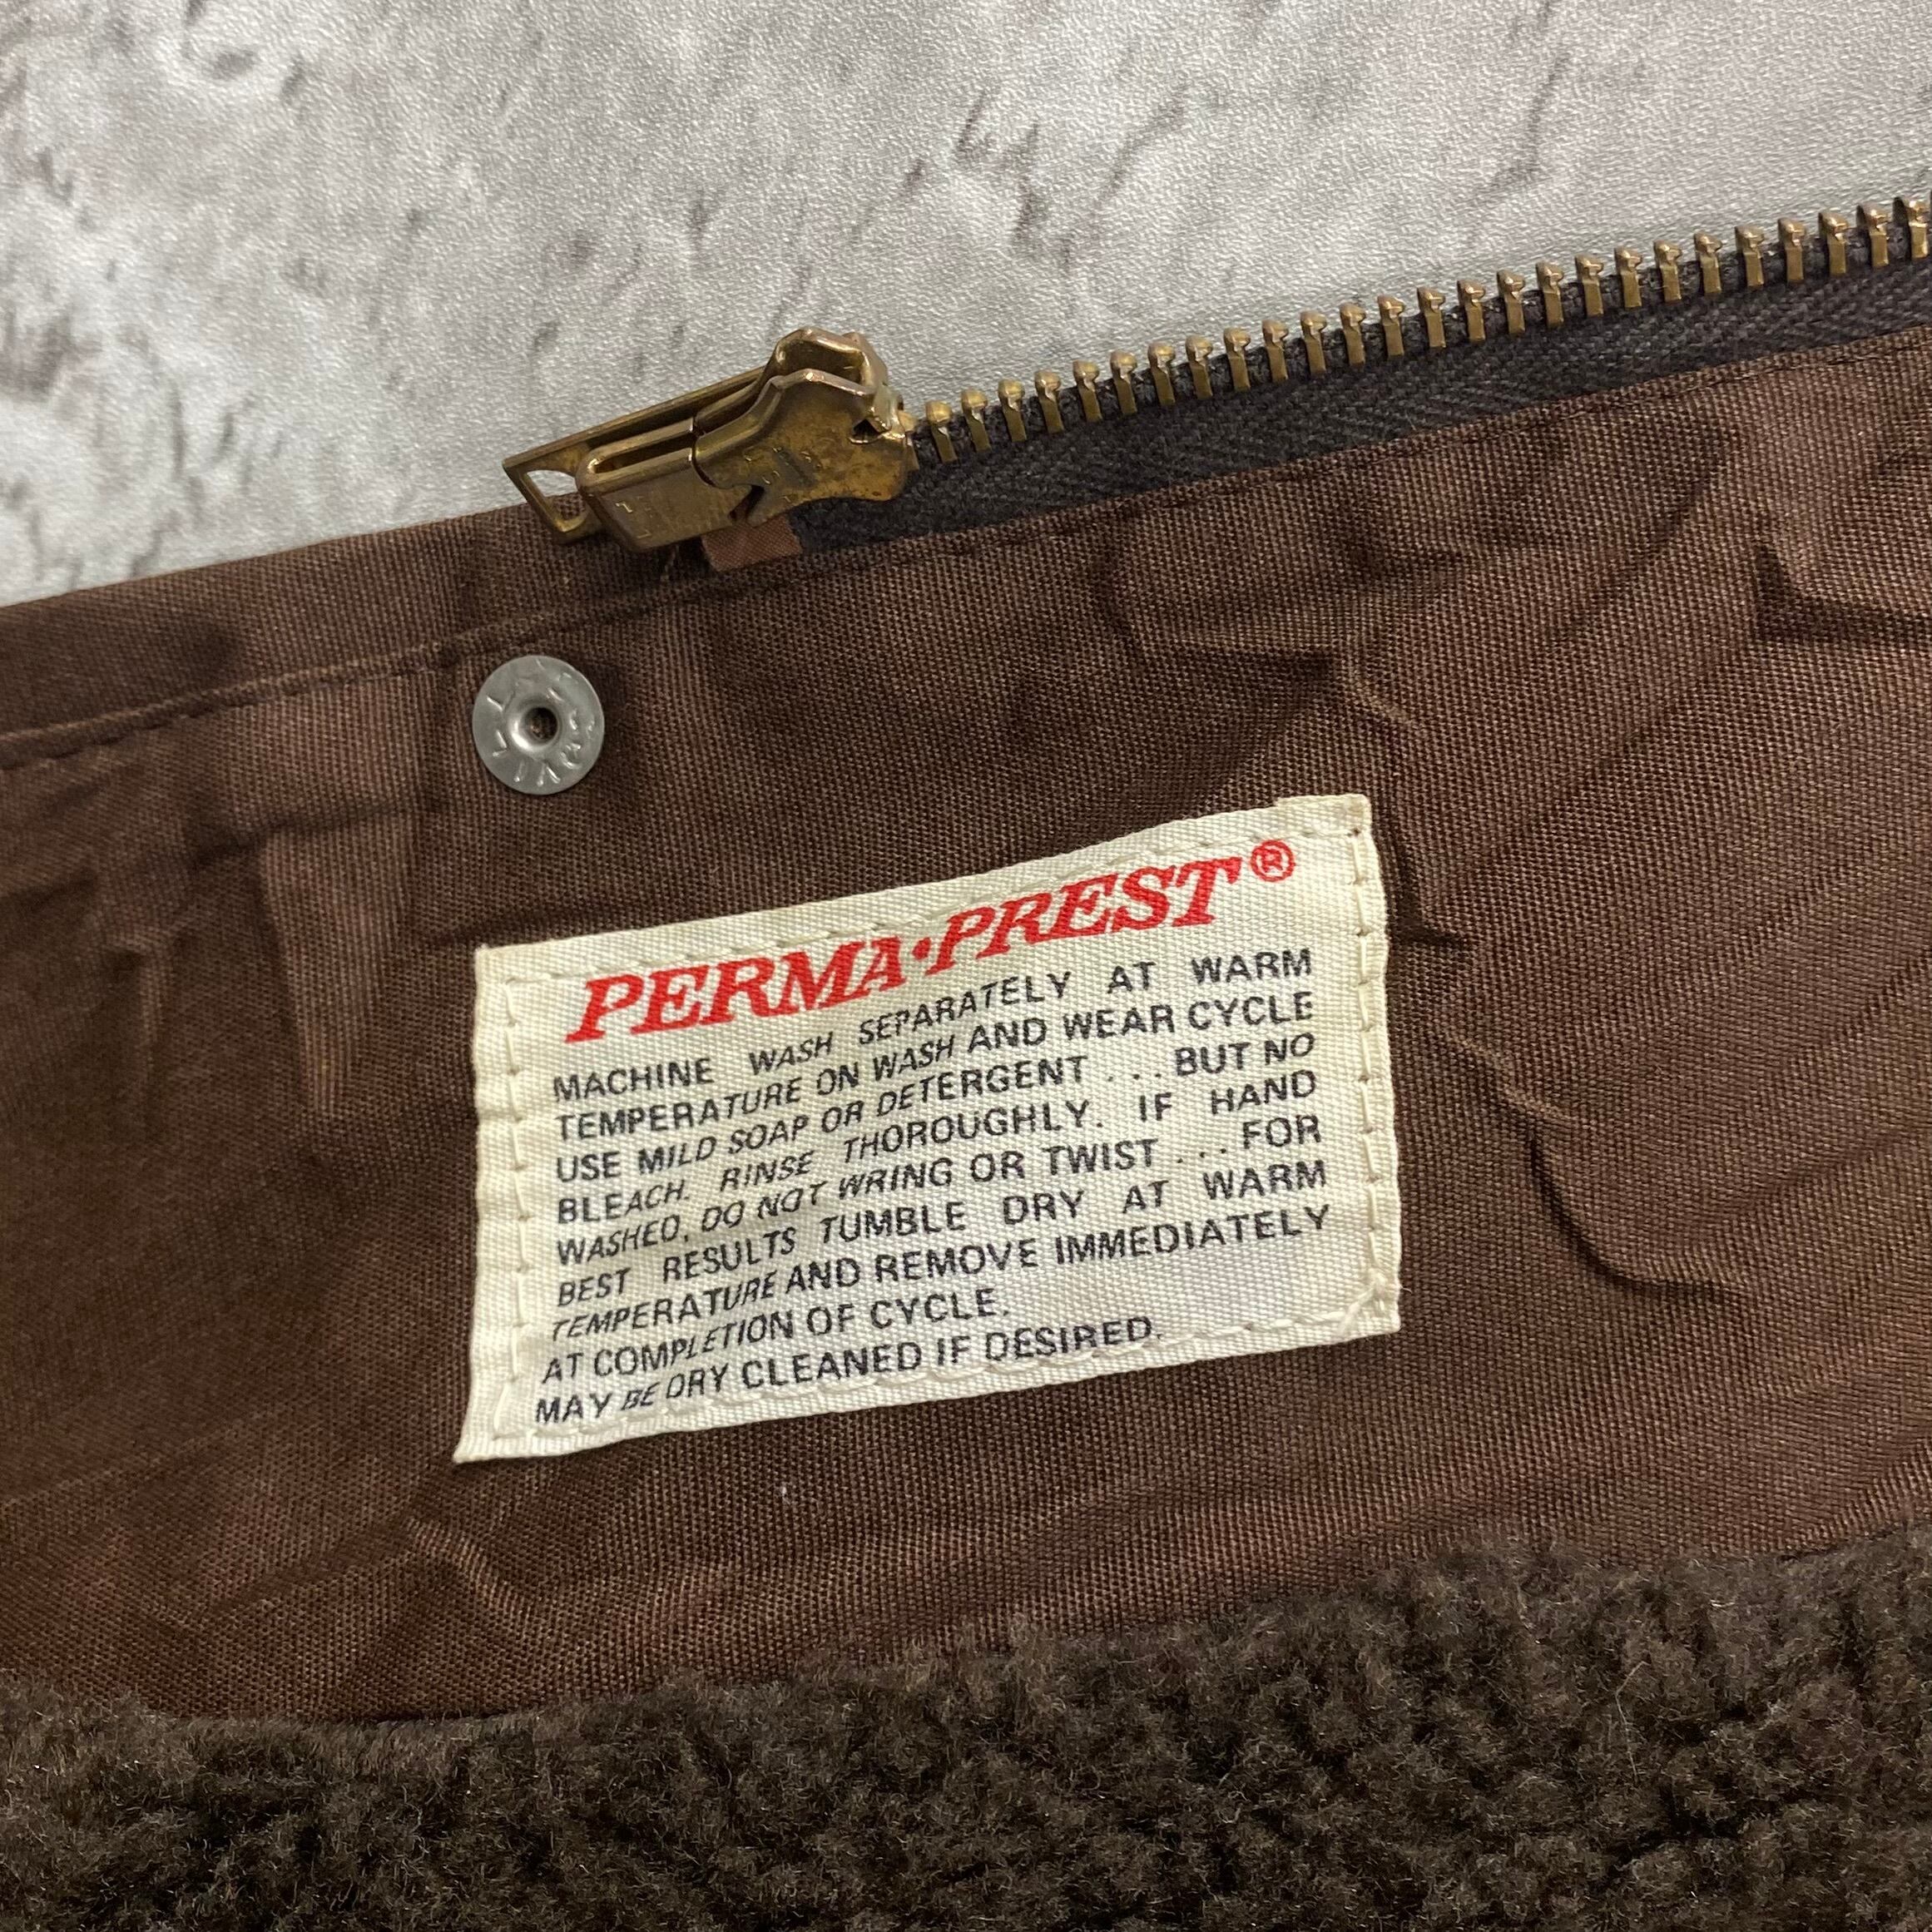 PERMA·PREST®
MACHINE WASH SEPARATELY AT WARM
TEMPERATURE ON WASH AND WEAR CYCLE
USE MILD SOAP OR DETERGENT ... BUT NO
BLEACH. RINSE THOROUGHLY. IF HAND
WASHED, DO NOT WRING OR TWIST ... FOR
BEST RESULTS TUMBLE DRY AT WARM
TEMPERATURE AND REMOVE IMMEDIATELY
AT COMPLETION OF CYCLE.
MAY BE DRY CLEANED IF DESIRED.